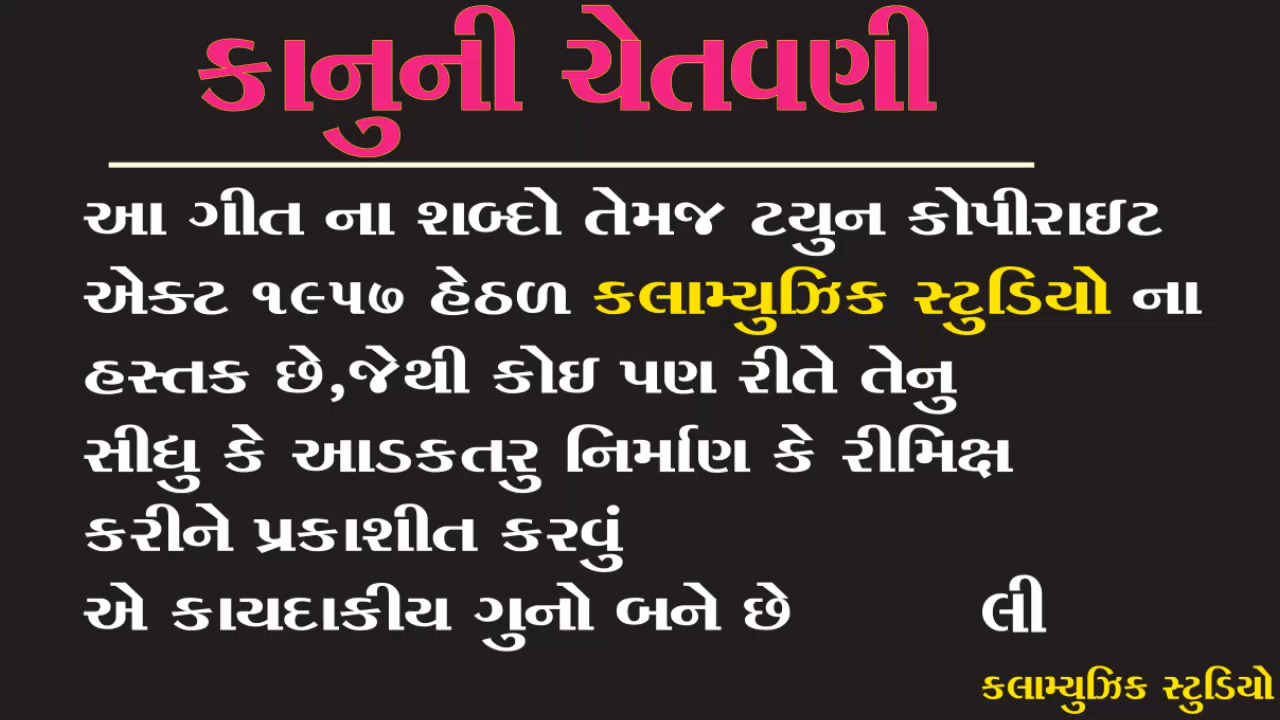 કાનુની ચેતવણી
આ ગીત ના શબ્દો તેમજ ટયુન કોપીરાઇટ
એક્ટ ૧૯૫૭ હેઠળ કલામ્યુઝિક સ્ટુડિયો ના
હસ્તક છે,જેથી કોઇ પણ રીતે તેનુ
સીધુ કે આડકતરુ નિર્માણ કે રીમિક્ષ
કરીને પ્રકાશીત કરવું
એ કાયદાકીય ગુનો બને છે લી
કલામ્યુઝિક સ્ટુડિયો